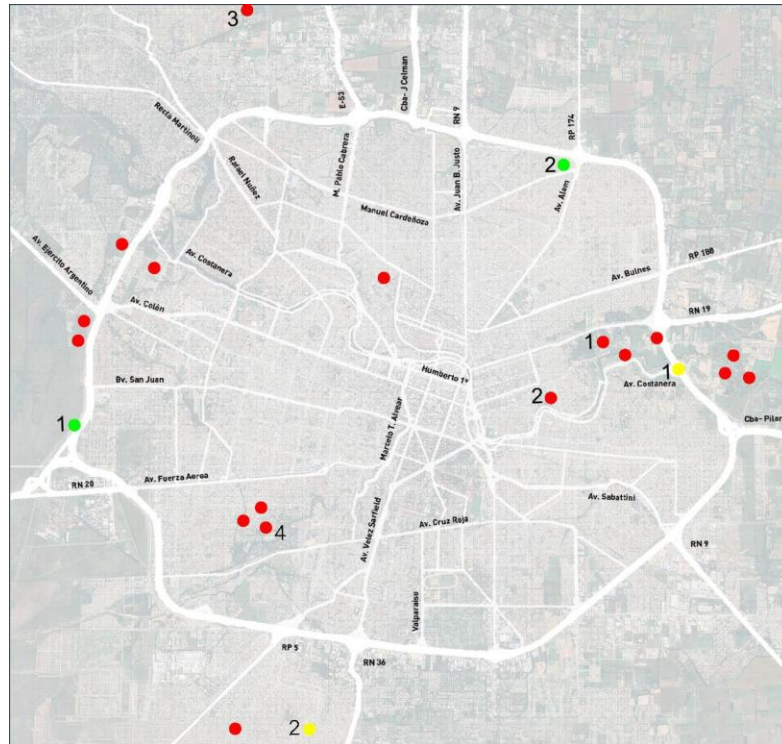 3
E-53
Cba- J Celman
RN 9
RP 174
Recta Martinoli
Rafael Nuñez
M. Pablo Cabrera
Av. Juan B. Justo
2
Av. Alem
Manuel Cardeñoza
Av. Ejercito Argentino
Av. Costanera
Av. Bulnes
RP 188
Av. Colón
RN 19
1
1
Humberto 1º
Bv. San Juan
Av. Costanera
2
1
Marcelo T. Alvear
Cba- Pilar
Av. Fuerza Aerea
RN 20
Av. Sabattini
Av. Velez Sarfield
Av. Cruz Roja
4
RN 9
Valparaiso
RP 5
RN 36
2